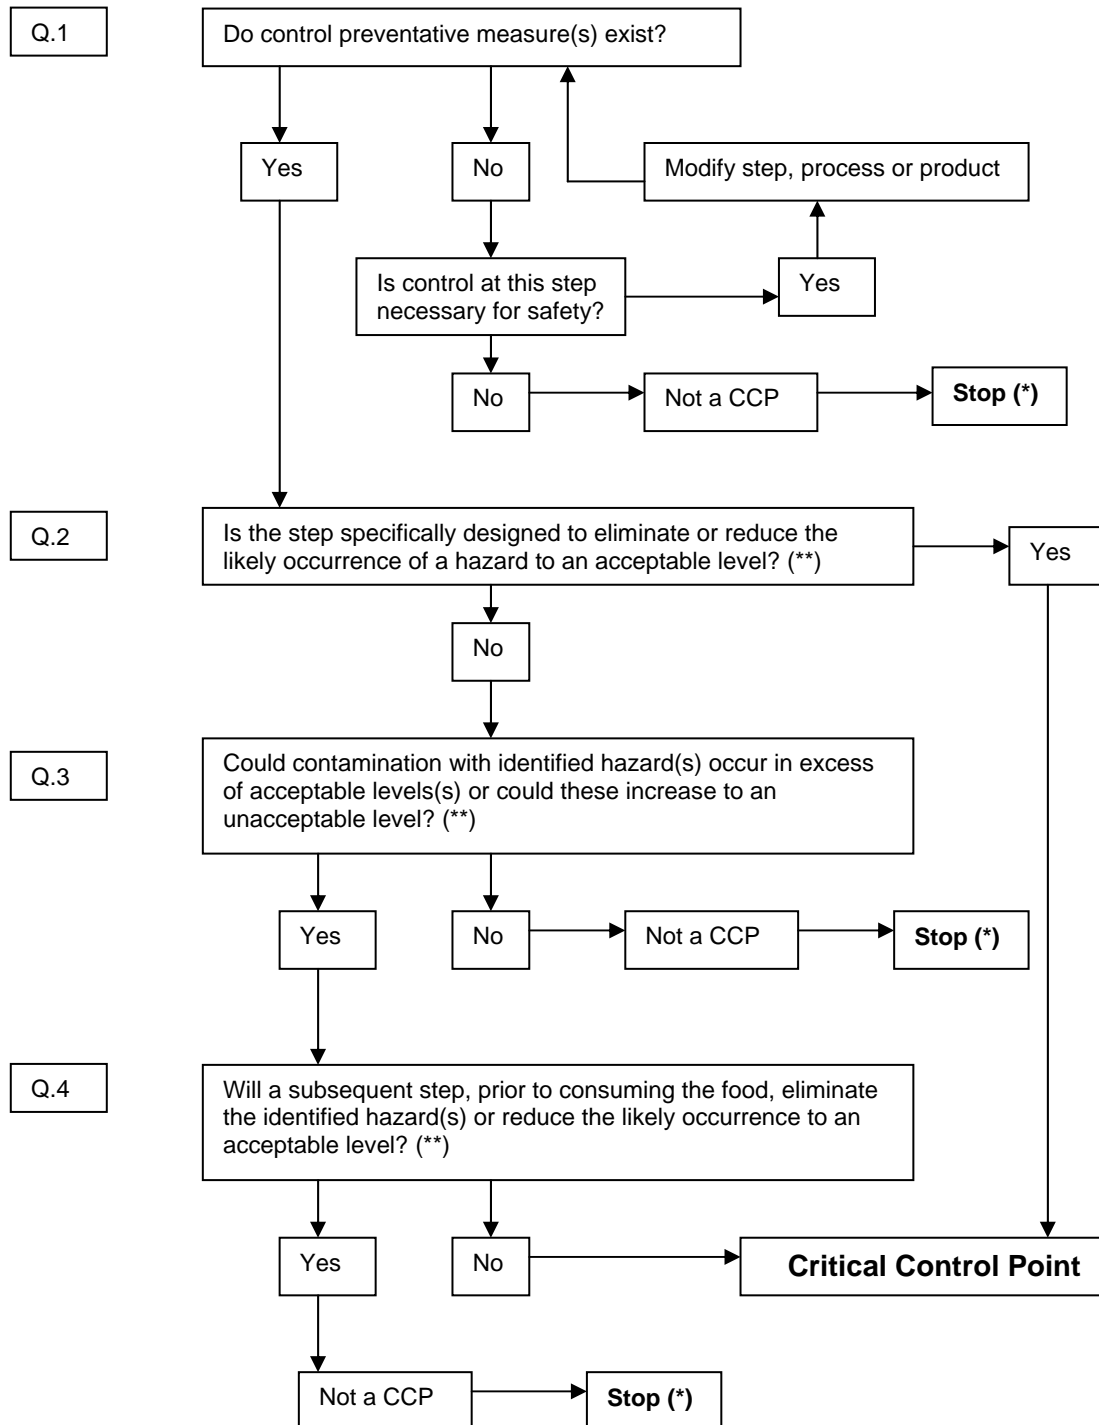 Q.1
Do control preventative measure(s) exist?
Yes
No
Modify step, process or product
Is control at this step
necessary for safety?
Yes
No
Not a CCP
Stop (*)
Q.2
Is the step specifically designed to eliminate or reduce the
likely occurrence of a hazard to an acceptable level? (**)
Yes
No
Q.3
Could contamination with identified hazard(s) occur in excess
of acceptable levels(s) or could these increase to an
unacceptable level? (**)
Yes
No
Not a CCP
Stop (*)
Q.4
Will a subsequent step, prior to consuming the food, eliminate
the identified hazard(s) or reduce the likely occurrence to an
acceptable level? (**)
Yes
No
Critical Control Point
Not a CCP
Stop (*)